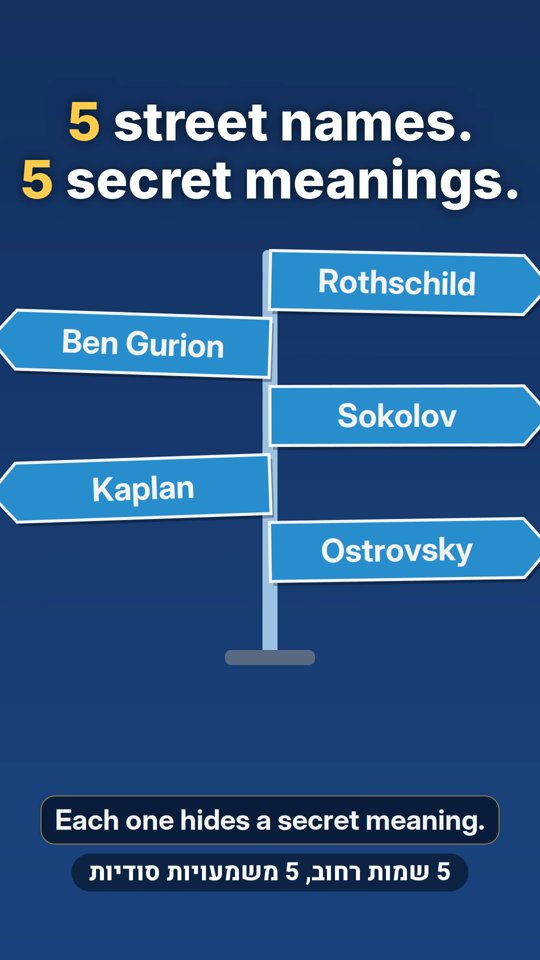 5 street names.
5 secret meanings.
Rothschild
Ben Gurion
Sokolov
Kaplan
Ostrovsky
Each one hides a secret meaning.
5 שמות רחוב, 5 משמעויות סודיות